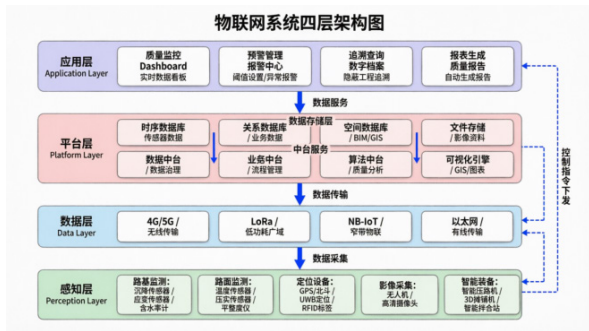 物联网系统四层架构图
应用层
Application Layer
质量监控
Dashboard
实时数据看板
预警管理
报警中心
阈值设置/异常报警
追溯查询
数字档案
隐蔽工程追溯
报表生成
质量报告
自动生成报告
数据服务
数据存储层
平台层
Platform Layer
时序数据库
传感器数据
关系数据库
/ 业务数据
空间数据库
/ BIM/GIS
文件存储
/ 影像资料
中台服务
数据中台
/ 数据治理
业务中台
/ 流程管理
算法中台
/ 质量分析
可视化引擎
/ GIS/图表
数据传输
数据层
Data Layer
4G/5G /
无线传输
LoRa /
低功耗广域
NB-IoT /
窄带物联
以太网 /
有线传输
数据采集
感知层
Perception Layer
路基监测:
沉降传感器 /
应变传感器 /
含水率计
路面监测:
温度传感器 /
压实传感器 /
平整度仪
定位设备:
GPS/北斗 /
UWB定位 /
RFID标签
影像采集:
无人机 /
高清摄像头
智能装备:
智能压路机 /
3D摊铺机 /
智能拌合站
控制指令下发